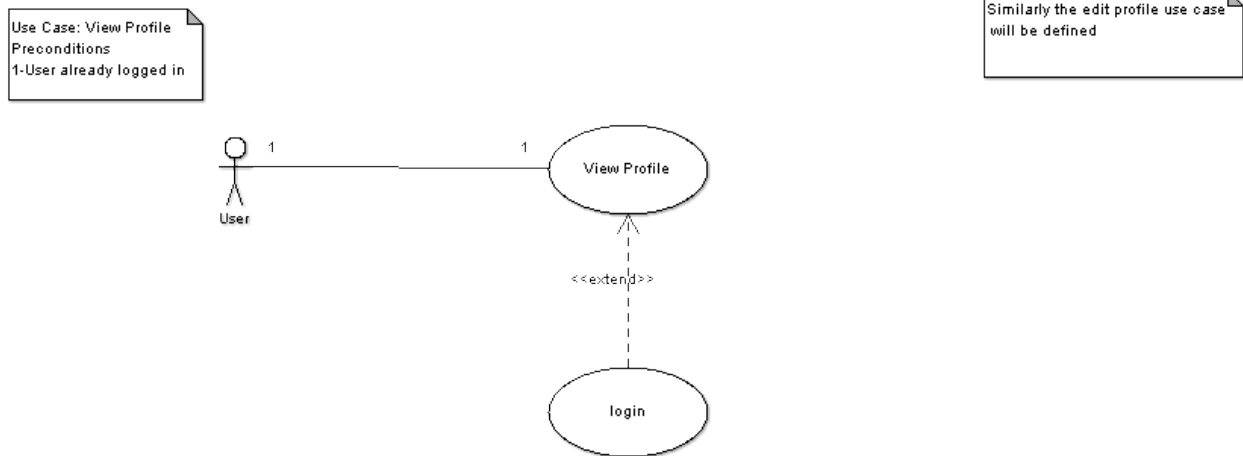 Use Case: View Profile
Preconditions
1-User already logged in
Similarly the edit profile use case
will be defined
1
1
View Profile
User
<<extend>>
login